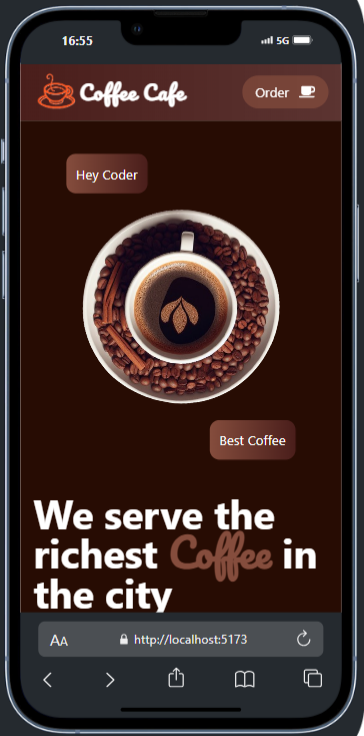 16:55
5G
Coffee Cafe
Order
Hey Coder
Best Coffee
We serve the
richest Coffee in
the city
AA
http://localhost:5173